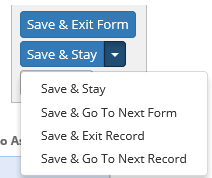 Save & Exit Form
Save & Stay
Save & Stay
Save & Go To Next Form
Save & Exit Record
Save & Go To Next Record